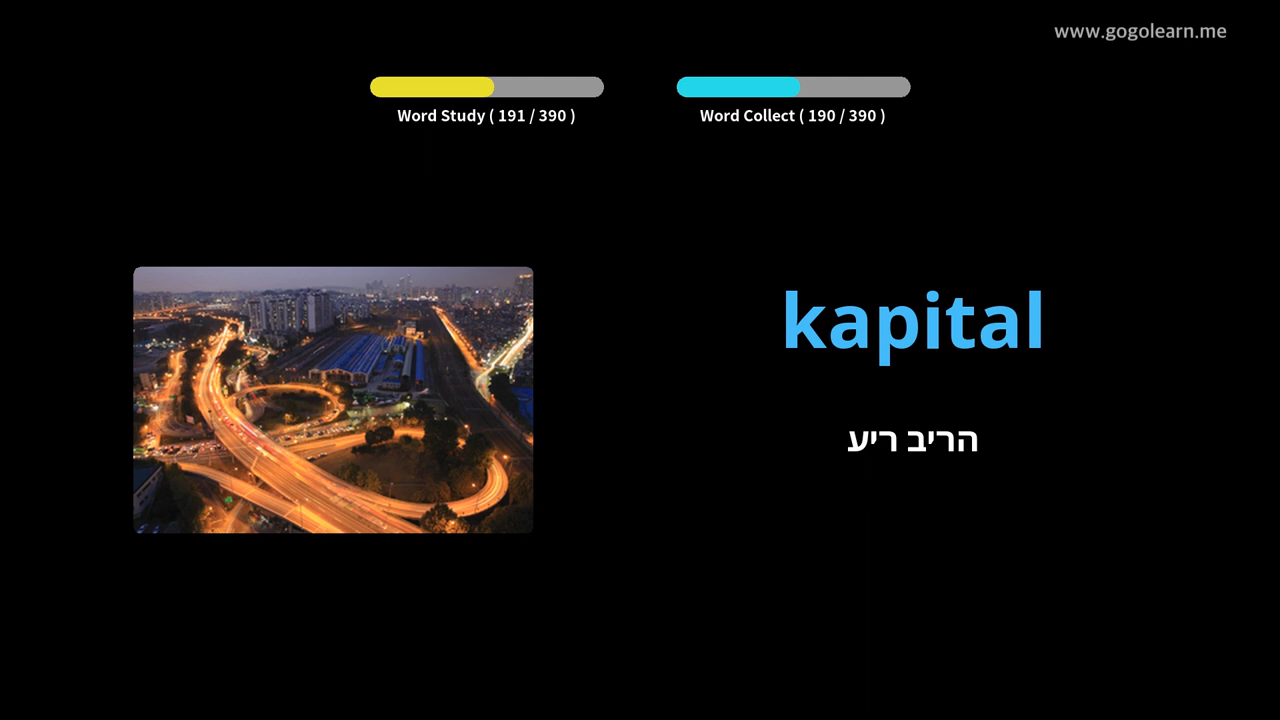 www.gogolearn.me
Word Study ( 191 / 390 )
Word Collect ( 190 / 390 )
kapital
הריב ריע